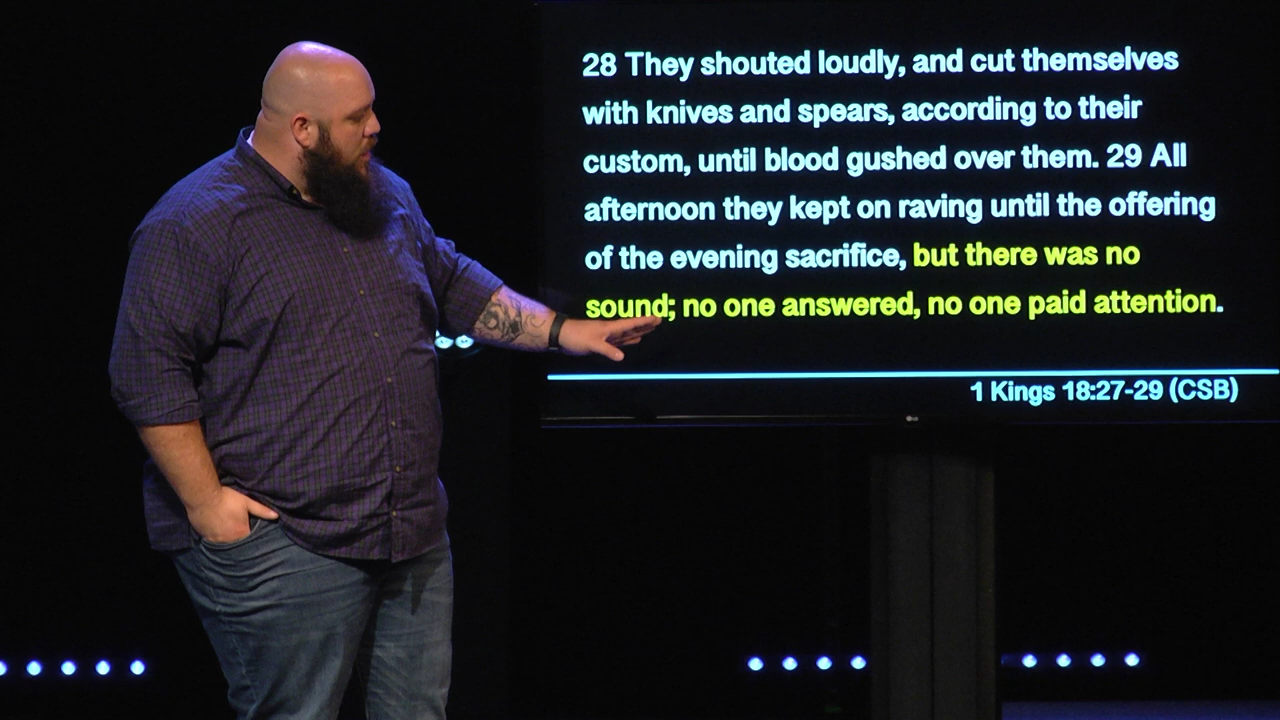 28 They shouted loudly, and cut themselves
with knives and spears, according to their
custom, until blood gushed over them. 29 All
afternoon they kept on raving until the offering
of the evening sacrifice, but there was no
sound; no one answered, no one paid attention.
1 Kings 18:27-29 (CSB)
LG